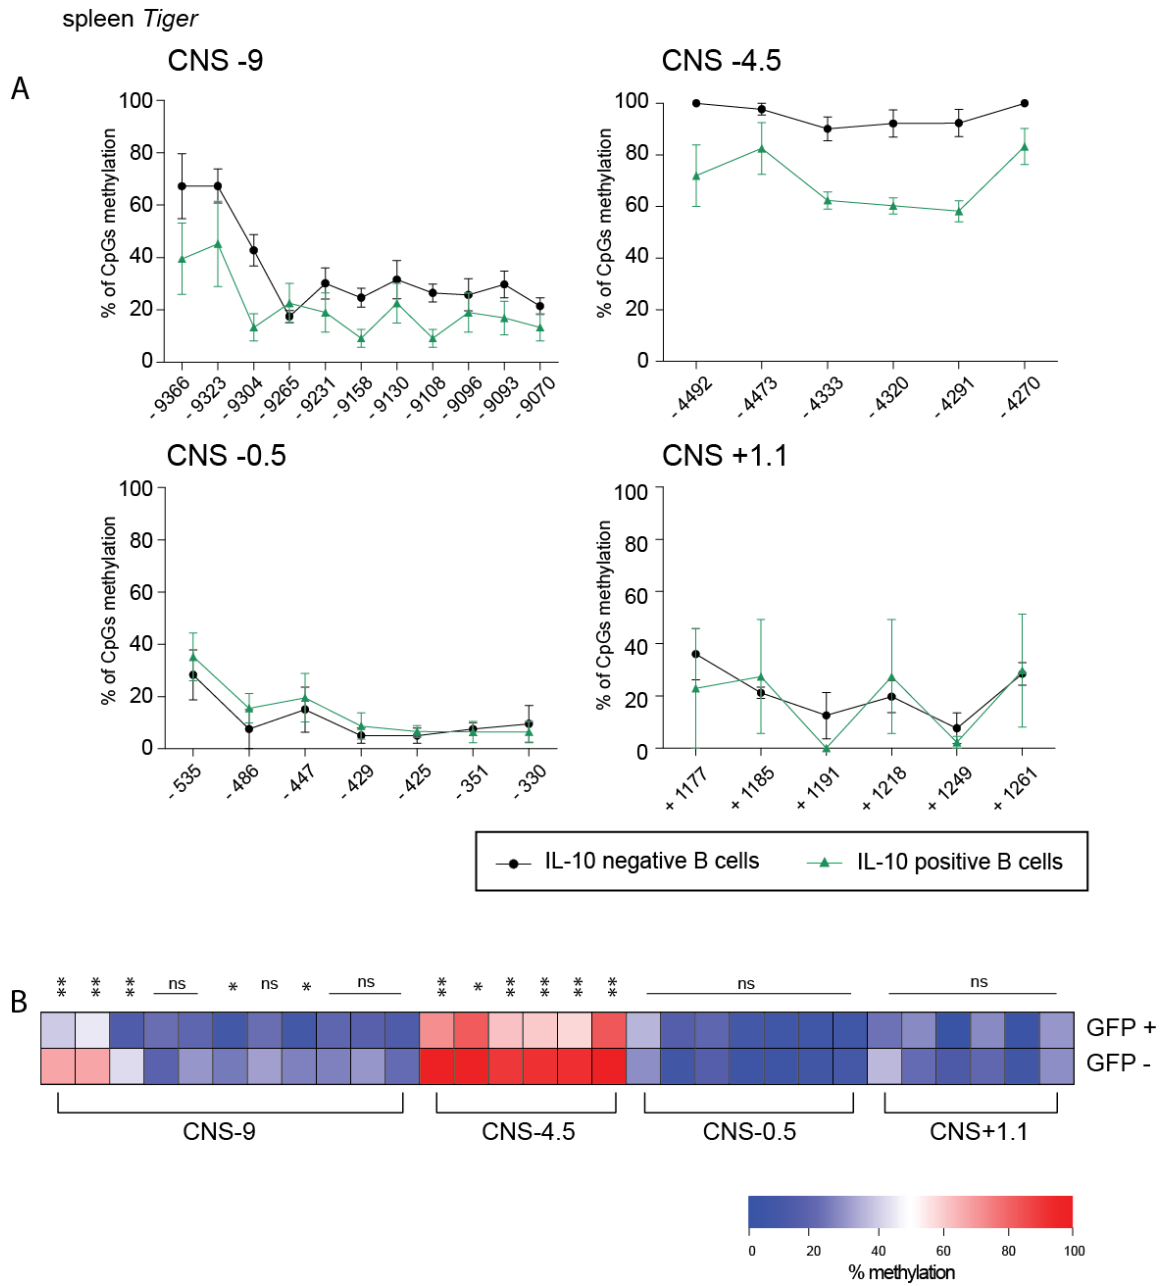 spleen Tiger
A
CNS -9
% of CpGs methylation
100
80
60
40
20
0
- 9366
- 9323
- 9304
- 9265
- 9231
- 9158
- 9130
- 9108
- 9096
- 9093
- 9070
CNS -4.5
% of CpGs methylation
100
80
60
40
20
0
- 4492
- 4473
- 4333
- 4320
- 4291
- 4270
CNS -0.5
% of CpGs methylation
100
80
60
40
20
0
- 535
- 486
- 447
- 429
- 425
- 351
- 330
CNS +1.1
% of CpGs methylation
100
80
60
40
20
0
+ 1177
+ 1185
+ 1191
+ 1218
+ 1249
+ 1261
IL-10 negative B cells
IL-10 positive B cells
B
** ** ** ns * ns * ns ** * ** ** ** ** ns ns
GFP +
GFP -
CNS-9 CNS-4.5 CNS-0.5 CNS+1.1
0 20 40 60 80 100
% methylation